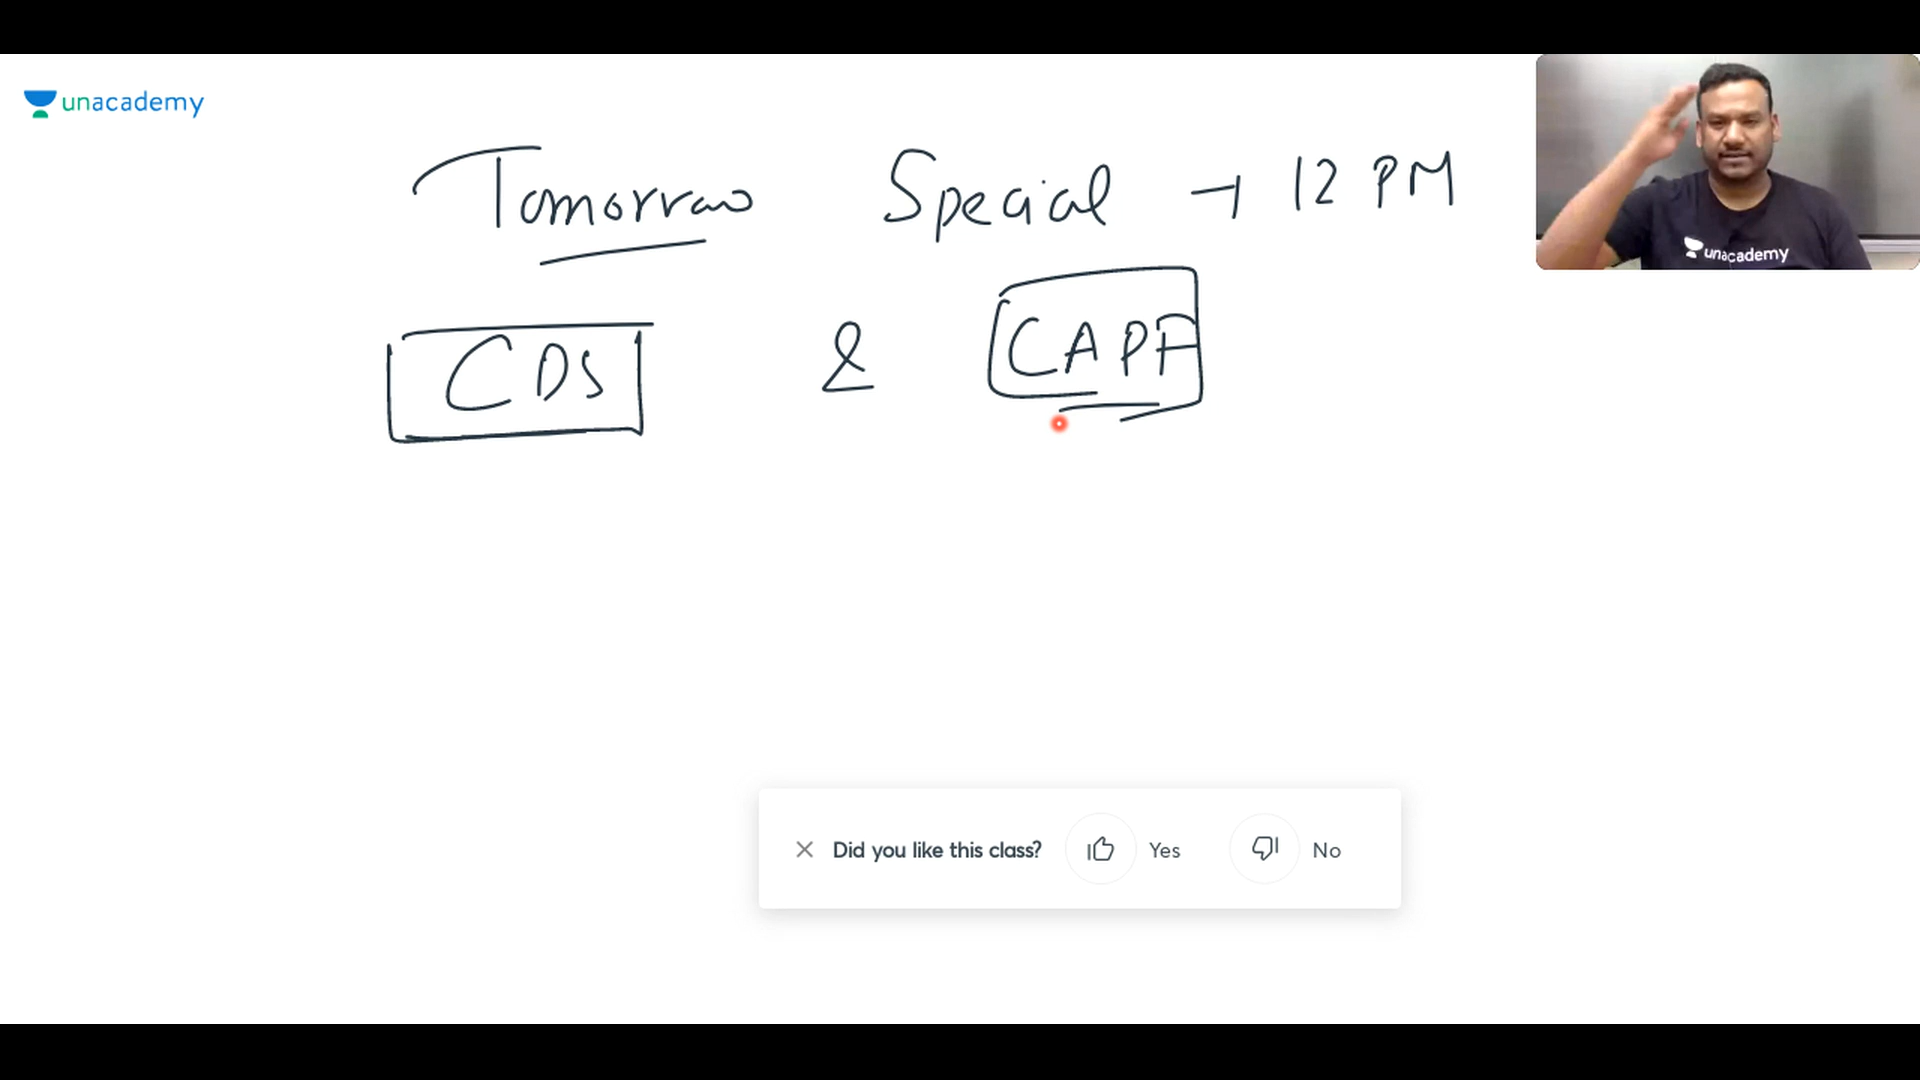 unacademy
Tomorrow Special → 12 PM
unacademy
CDS & CAPF
Did you like this class? Yes No